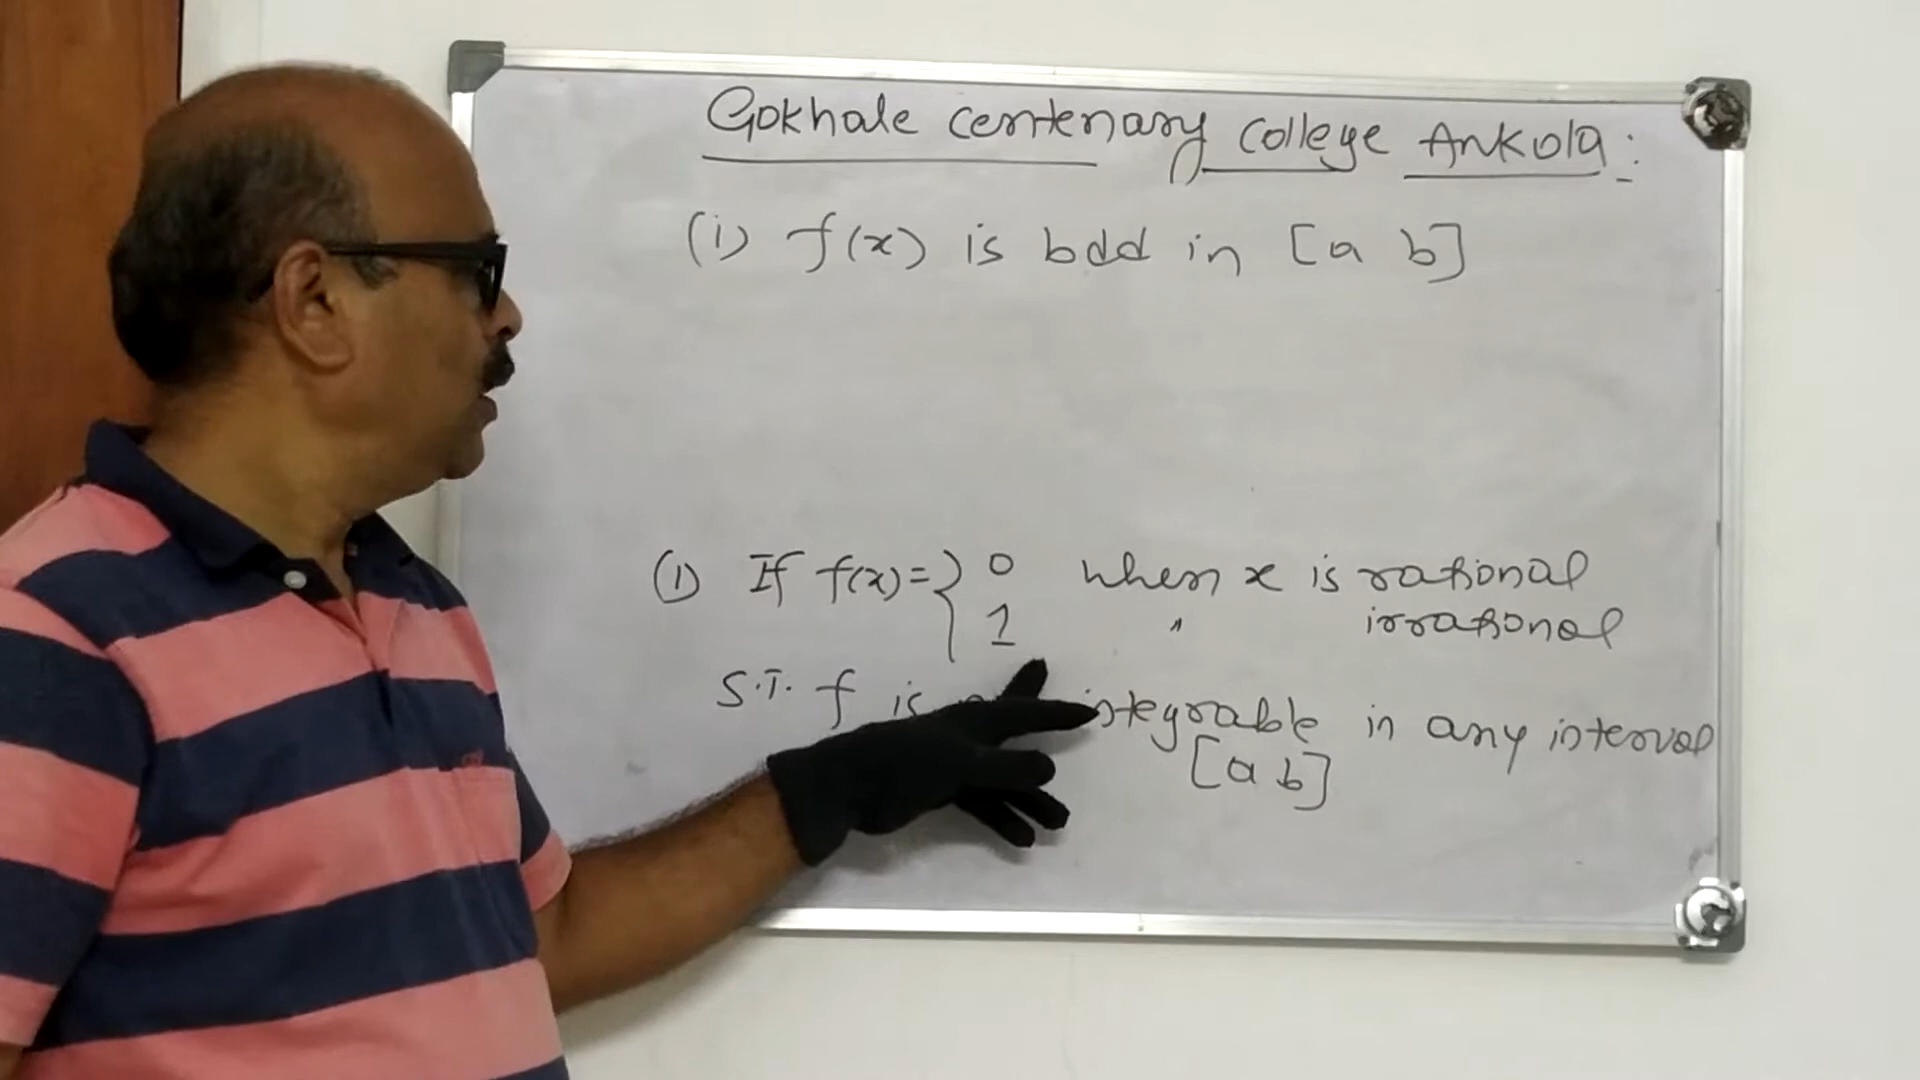 Gokhale Centenary College Ankola:
(i) f(x) is bdd in [a b]
(1) If f(x) = { 0 when x is rational
1 " irrational
S.T. f is integrable in any interval
[a b]